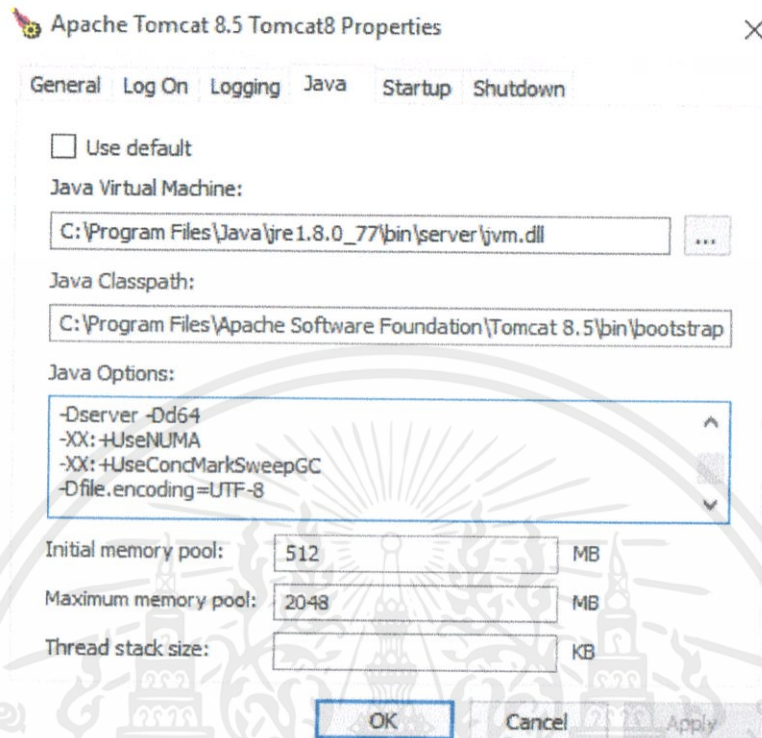 Apache Tomcat 8.5 Tomcat8 Properties
General Log On Logging Java Startup Shutdown
Use default
Java Virtual Machine:
C:\Program Files\Java\jre1.8.0_77\bin\server\jvm.dll ...
Java Classpath:
C:\Program Files\Apache Software Foundation\Tomcat 8.5\bin\bootstrap
Java Options:
-Dserver -Dd64
-XX:+UseNUMA
-XX:+UseConcMarkSweepGC
-Dfile.encoding=UTF-8
Initial memory pool: 512 MB
Maximum memory pool: 2048 MB
Thread stack size: KB
OK Cancel Apply